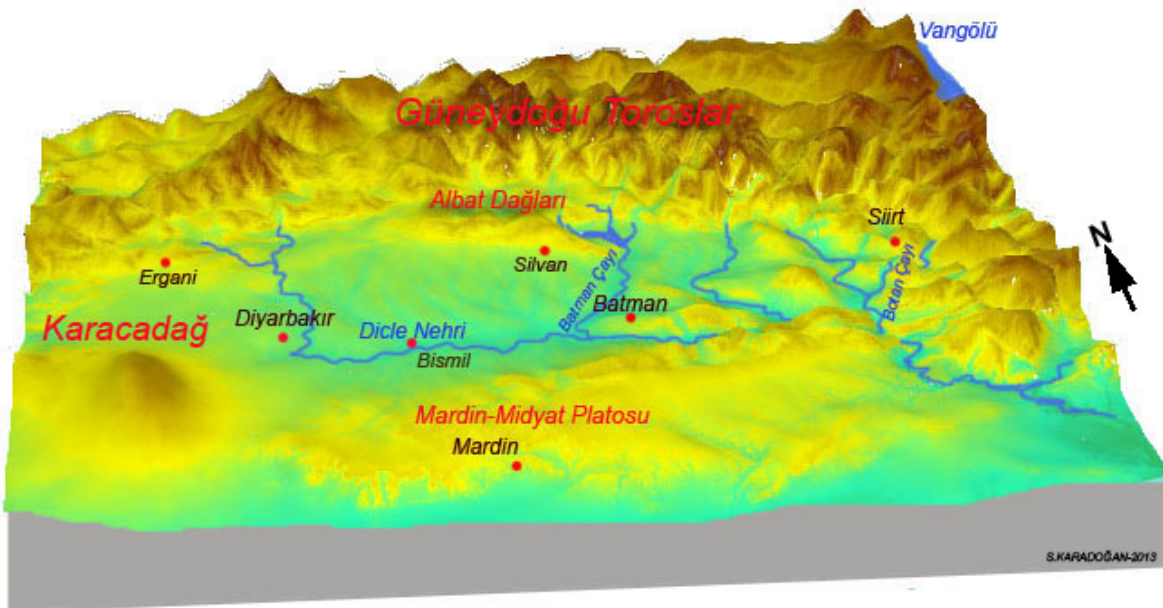 Vangölü
Güneydoğu Toroslar
Albat Dağları
Siirt
N
Ergani
Silvan
Batman Çayı
Botan Çayı
Batman
Karacadağ
Diyarbakır
Dicle Nehri
Bismil
Mardin-Midyat Platosu
Mardin
S.KARADOĞAN-2013